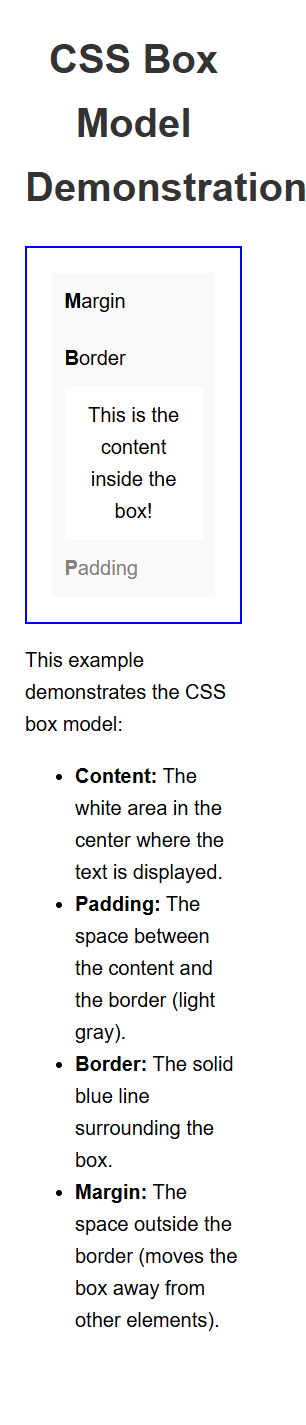 CSS Box
Model
Demonstration
Margin
Border
This is the
content
inside the
box!
Padding
This example
demonstrates the CSS
box model:
• Content: The
white area in the
center where the
text is displayed.
• Padding: The
space between
the content and
the border (light
gray).
• Border: The solid
blue line
surrounding the
box.
• Margin: The
space outside the
border (moves the
box away from
other elements).